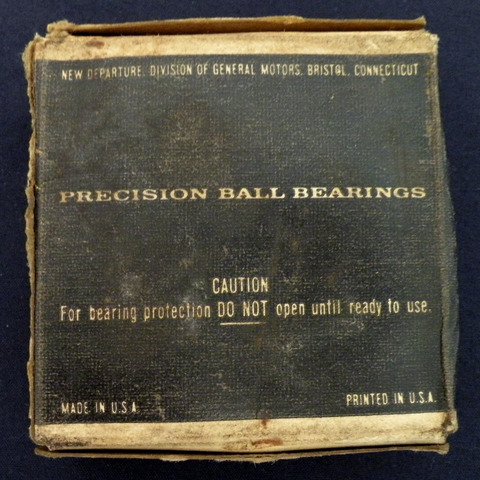 NEW DEPARTURE, DIVISION OF GENERAL MOTORS, BRISTOL, CONNECTICUT
PRECISION BALL BEARINGS
CAUTION
For bearing protection DO NOT open until ready to use.
MADE IN U.S.A.
PRINTED IN U.S.A.